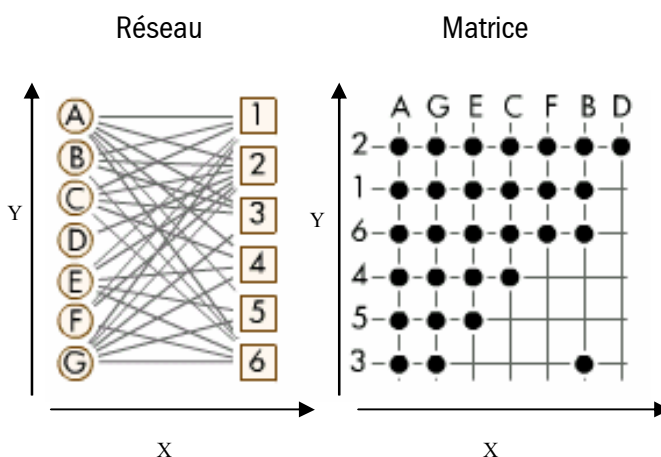 Réseau Matrice
A 1
B 2
C 3
D 4
E 5
F 6
G
Y
X
A G E C F B D
2
1
6
4
5
3
Y
X